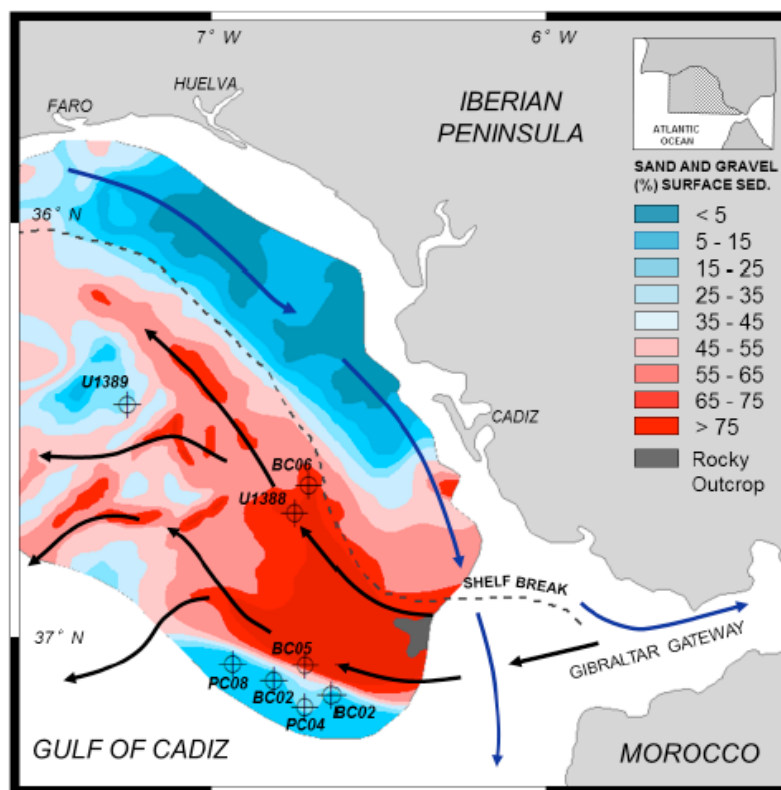 7° W
6° W
HUELVA
FARO
IBERIAN
PENINSULA
ATLANTIC
OCEAN
SAND AND GRAVEL
(%) SURFACE SED.
< 5
5 - 15
15 - 25
25 - 35
35 - 45
45 - 55
55 - 65
65 - 75
> 75
Rocky
Outcrop
36° N
U1389
CADIZ
BC06
U1388
SHELF BREAK
37° N
GIBRALTAR GATEWAY
BC05
PC08
BC02
BC02
PC04
GULF OF CADIZ
MOROCCO